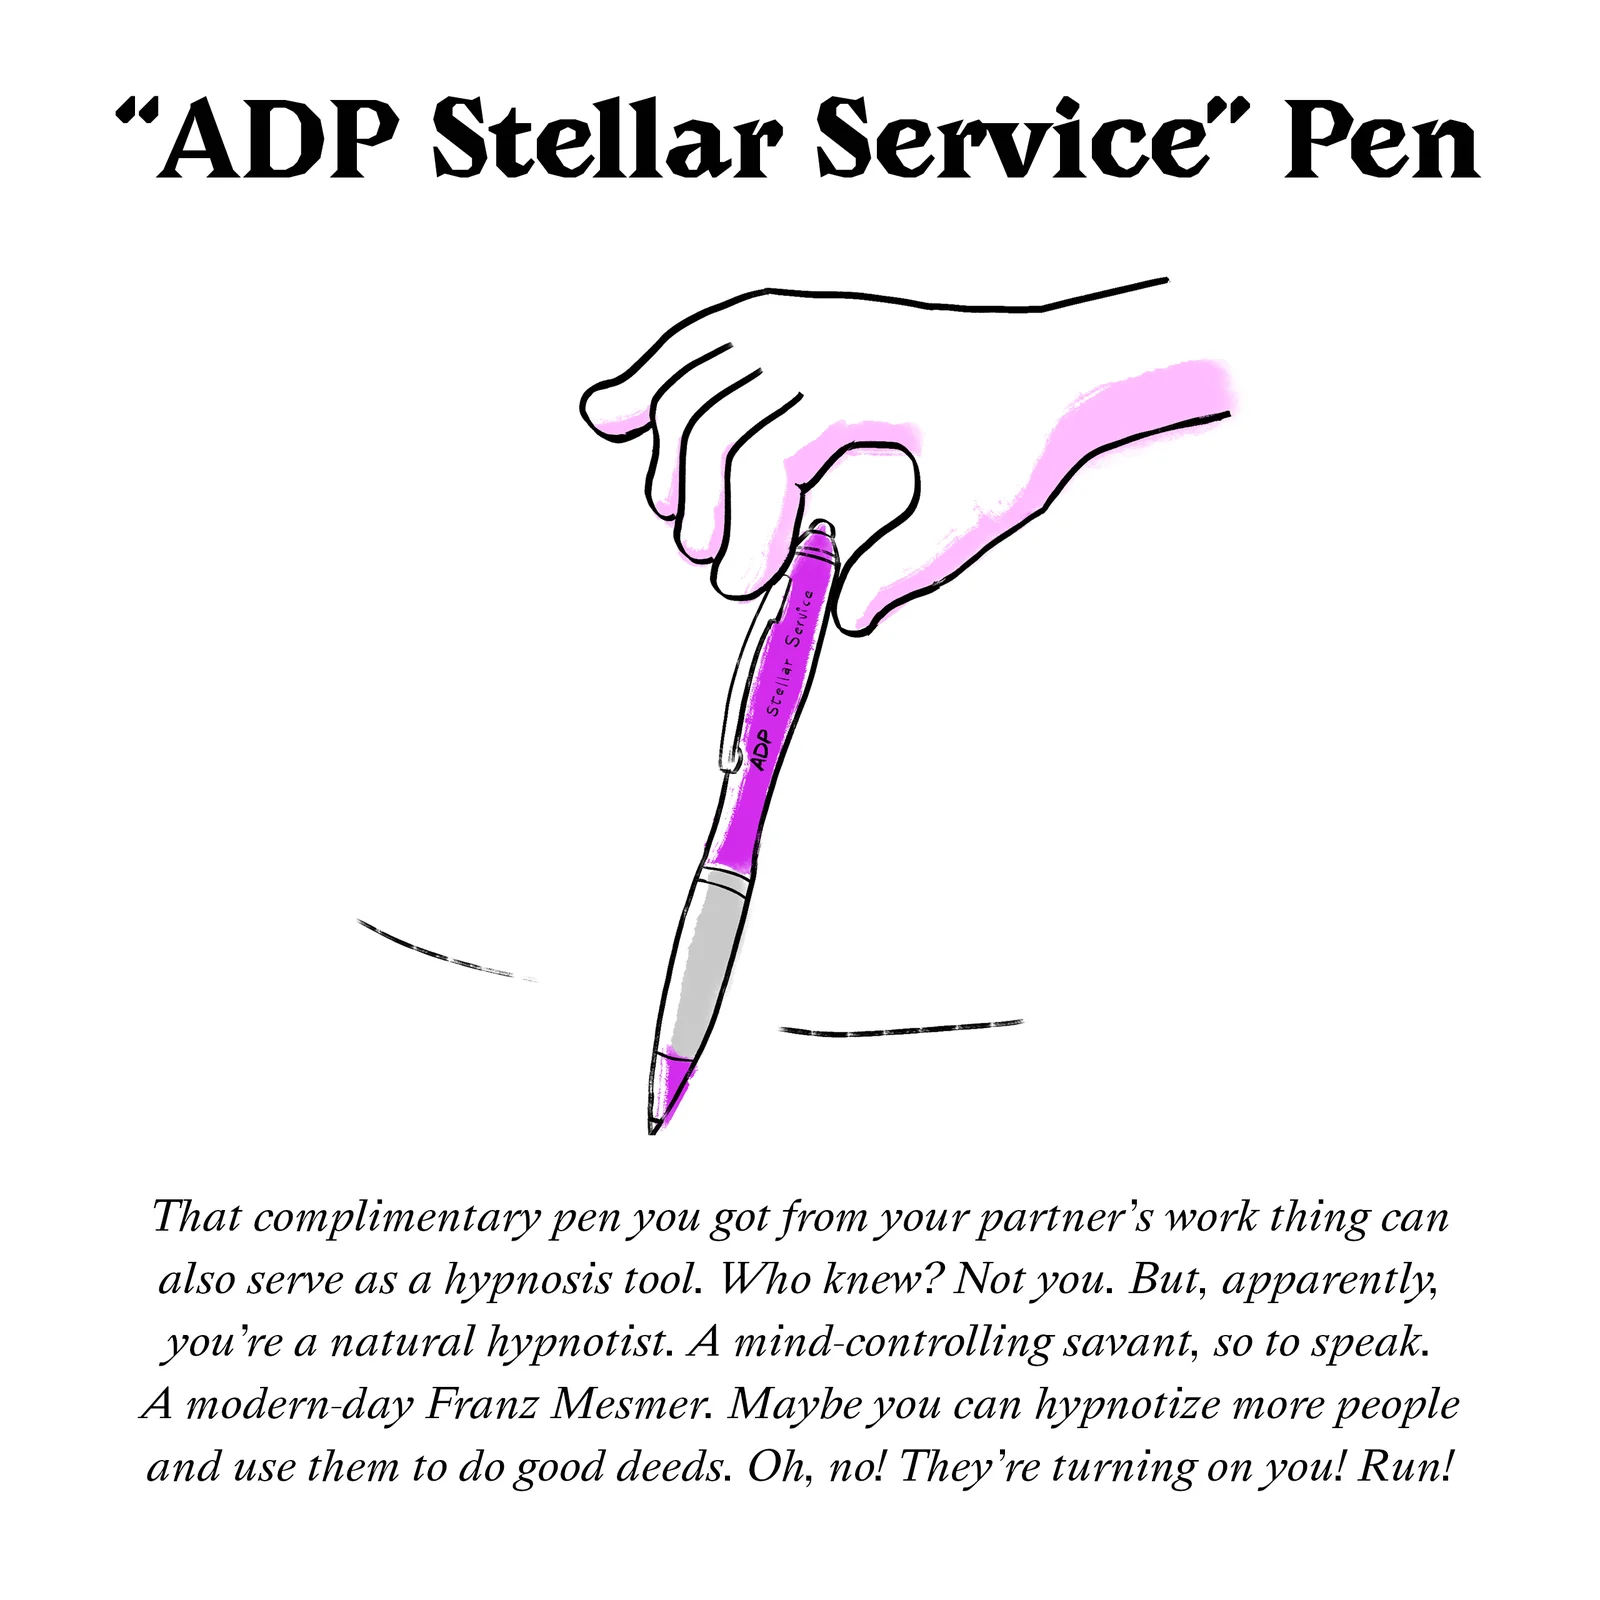 “ADP Stellar Service” Pen
ADP Stellar Service
That complimentary pen you got from your partner’s work thing can
also serve as a hypnosis tool. Who knew? Not you. But, apparently,
you’re a natural hypnotist. A mind-controlling savant, so to speak.
A modern-day Franz Mesmer. Maybe you can hypnotize more people
and use them to do good deeds. Oh, no! They’re turning on you! Run!